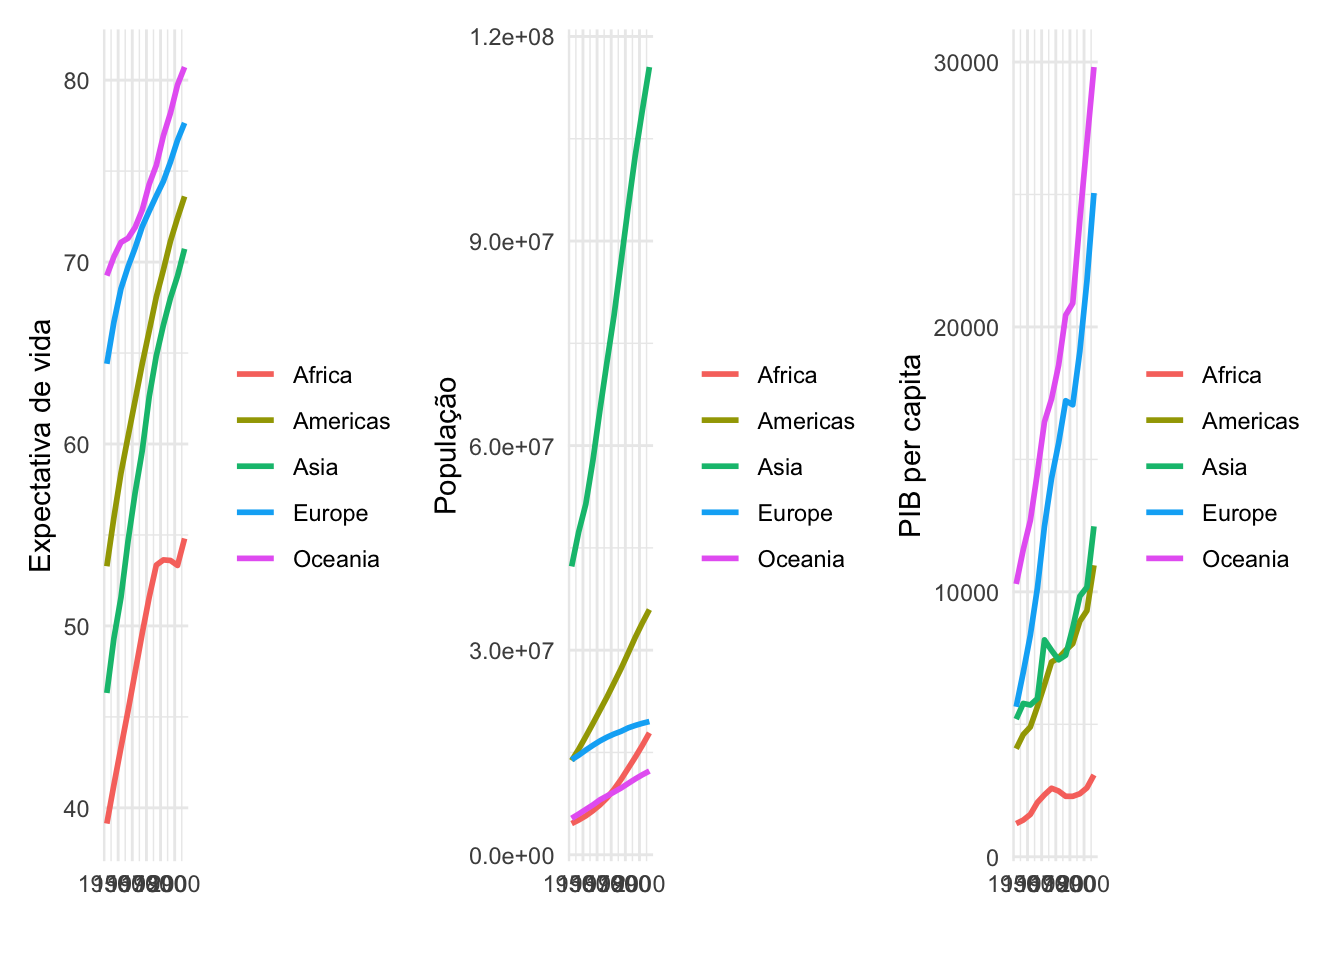 Expectativa de vida
80
70
60
50
40
Africa
Americas
Asia
Europe
Oceania
População
1.2e+08
9.0e+07
6.0e+07
3.0e+07
0.0e+00
Africa
Americas
Asia
Europe
Oceania
PIB per capita
30000
20000
10000
0
Africa
Americas
Asia
Europe
Oceania